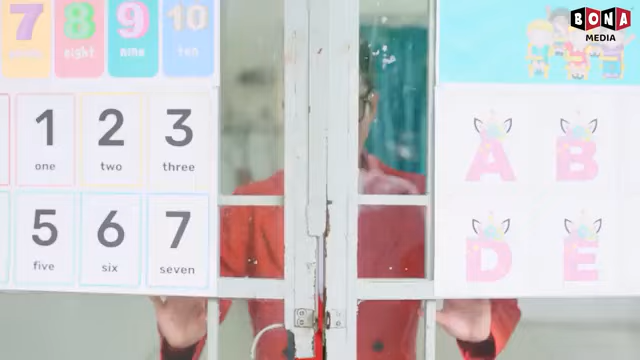 7 8 9 10
eight nine ten
BONA
MEDIA
1 2 3
one two three
5 6 7
five six seven
A B
D E